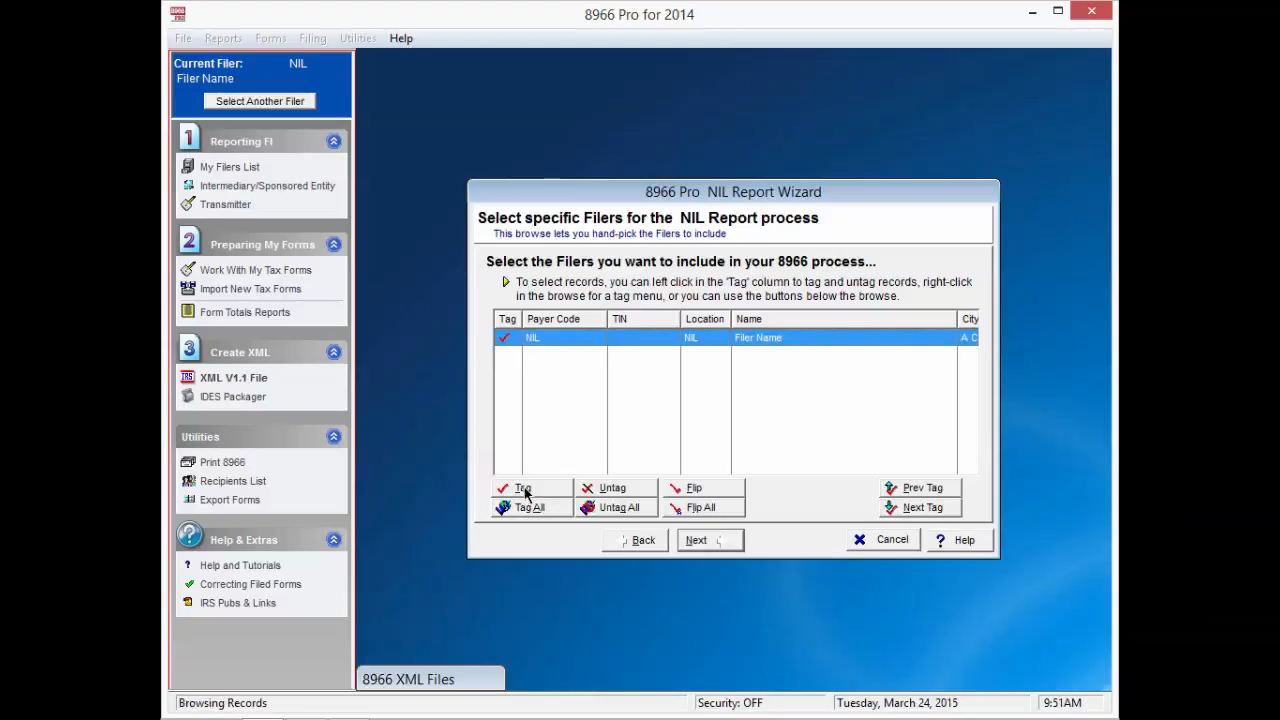 8966 Pro for 2014
File Reports Forms Filing Utilities Help
Current Filer: NIL
Filer Name
Select Another Filer
1 Reporting FI
My Filers List
Intermediary/Sponsored Entity
Transmitter
2 Preparing My Forms
Work With My Tax Forms
Import New Tax Forms
Form Totals Reports
3 Create XML
XML V1.1 File
IDES Packager
Utilities
Print 8966
Recipients List
Export Forms
Help & Extras
Help and Tutorials
Correcting Filed Forms
IRS Pubs & Links
8966 Pro NIL Report Wizard
Select specific Filers for the NIL Report process
This browse lets you hand-pick the Filers to include
Select the Filers you want to include in your 8966 process...
To select records, you can left click in the 'Tag' column to tag and untag records, right-click
in the browse for a tag menu, or you can use the buttons below the browse.
Tag Payer Code TIN Location Name City
NIL NIL Filer Name A C
Tag Untag Flip Prev Tag
Tag All Untag All Flip All Next Tag
Back Next Cancel Help
8966 XML Files
Browsing Records Security: OFF Tuesday, March 24, 2015 9:51AM